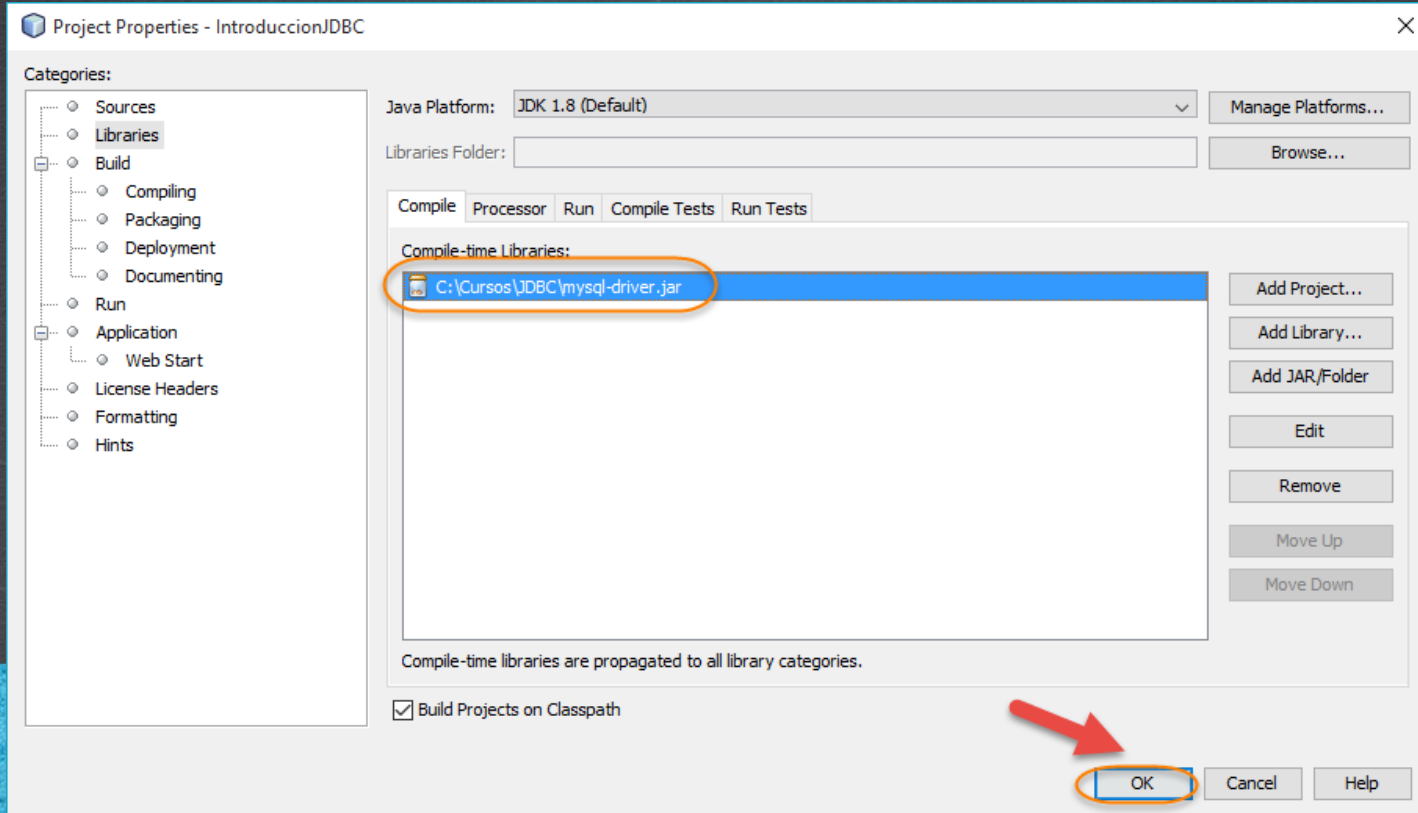 Project Properties - IntroduccionJDBC
Categories:
Sources
Libraries
Build
Compiling
Packaging
Deployment
Documenting
Run
Application
Web Start
License Headers
Formatting
Hints
Java Platform: JDK 1.8 (Default) Manage Platforms...
Libraries Folder: Browse...
Compile Processor Run Compile Tests Run Tests
Compile-time Libraries:
C:\Cursos\JDBC\mysql-driver.jar
Add Project...
Add Library...
Add JAR/Folder
Edit
Remove
Move Up
Move Down
Compile-time libraries are propagated to all library categories.
Build Projects on Classpath
OK Cancel Help